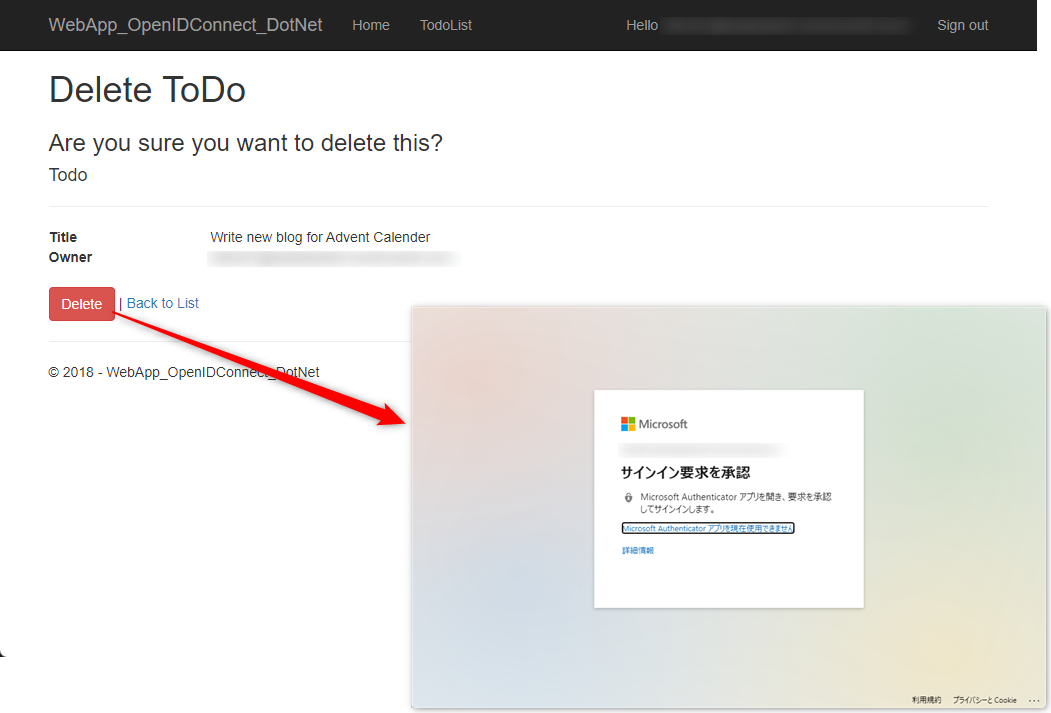 WebApp_OpenIDConnect_DotNet Home TodoList Hello Sign out
Delete ToDo
Are you sure you want to delete this?
Todo
Title Write new blog for Advent Calender
Owner
Delete | Back to List
© 2018 - WebApp_OpenIDConnect_DotNet
Microsoft
サインイン要求を承認
Microsoft Authenticator アプリを開き、要求を承認
してサインインします。
Microsoft Authenticator アプリを現在使用できません
詳細情報
利用規約 プライバシーと Cookie ...